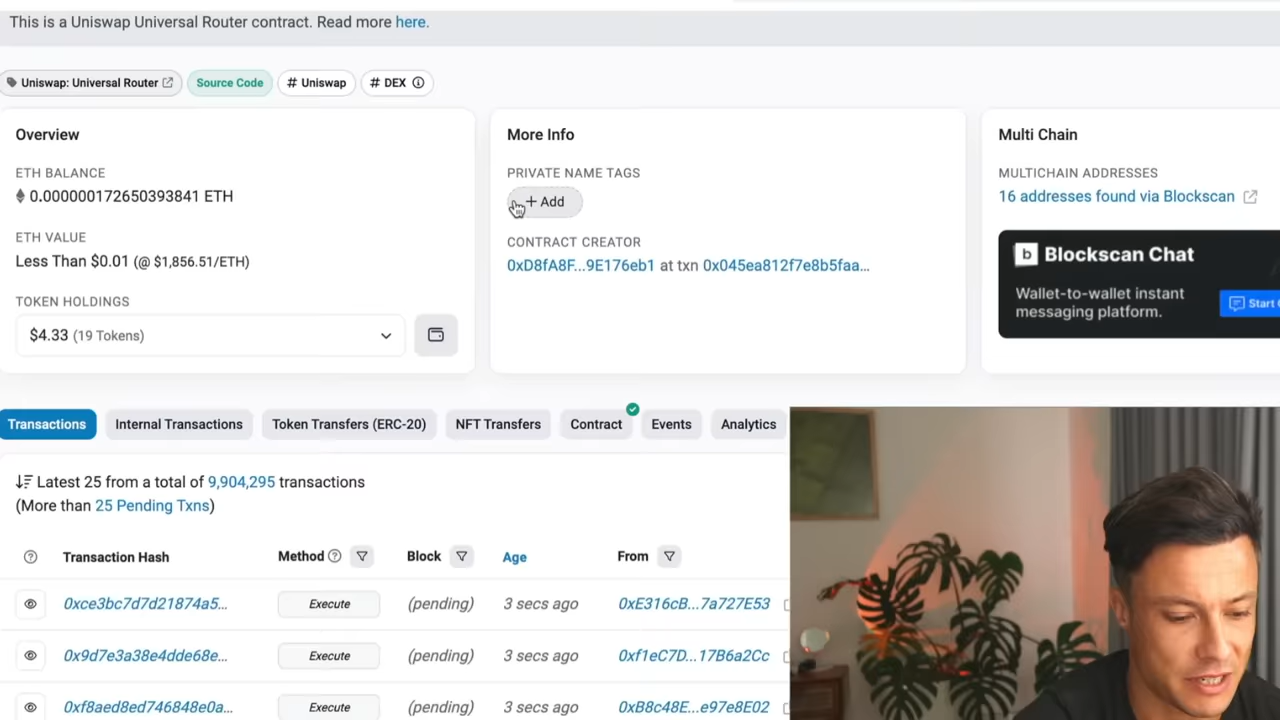 This is a Uniswap Universal Router contract. Read more here.
Uniswap: Universal Router
Source Code
# Uniswap
# DEX
Overview
ETH BALANCE
0.000000172650393841 ETH
ETH VALUE
Less Than $0.01 (@ $1,856.51/ETH)
TOKEN HOLDINGS
$4.33 (19 Tokens)
More Info
PRIVATE NAME TAGS
+ Add
CONTRACT CREATOR
0xD8fA8F...9E176eb1 at txn 0x045ea812f7e8b5faa...
Multi Chain
MULTICHAIN ADDRESSES
16 addresses found via Blockscan
b Blockscan Chat
Wallet-to-wallet instant
messaging platform.
Start
Transactions
Internal Transactions
Token Transfers (ERC-20)
NFT Transfers
Contract
Events
Analytics
Latest 25 from a total of 9,904,295 transactions
(More than 25 Pending Txns)
Transaction Hash Method Block Age From
0xce3bc7d7d21874a5... Execute (pending) 3 secs ago 0xE316cB...7a727E53
0x9d7e3a38e4dde68e... Execute (pending) 3 secs ago 0xf1eC7D...17B6a2Cc
0xf8aed8ed746848e0a... Execute (pending) 3 secs ago 0xB8c48E...e97e8E02